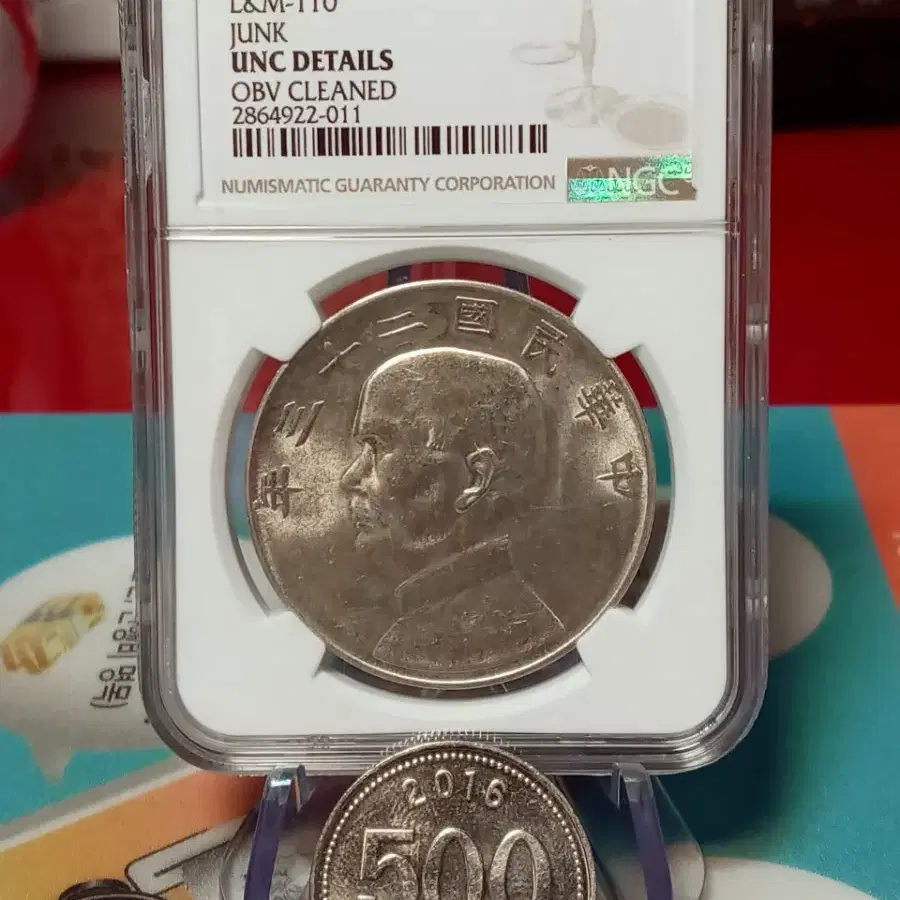 L&M-110
JUNK
UNC DETAILS
OBV CLEANED
2864922-011
NUMISMATIC GUARANTY CORPORATION
NGC
年三十二國民華中
2016
500